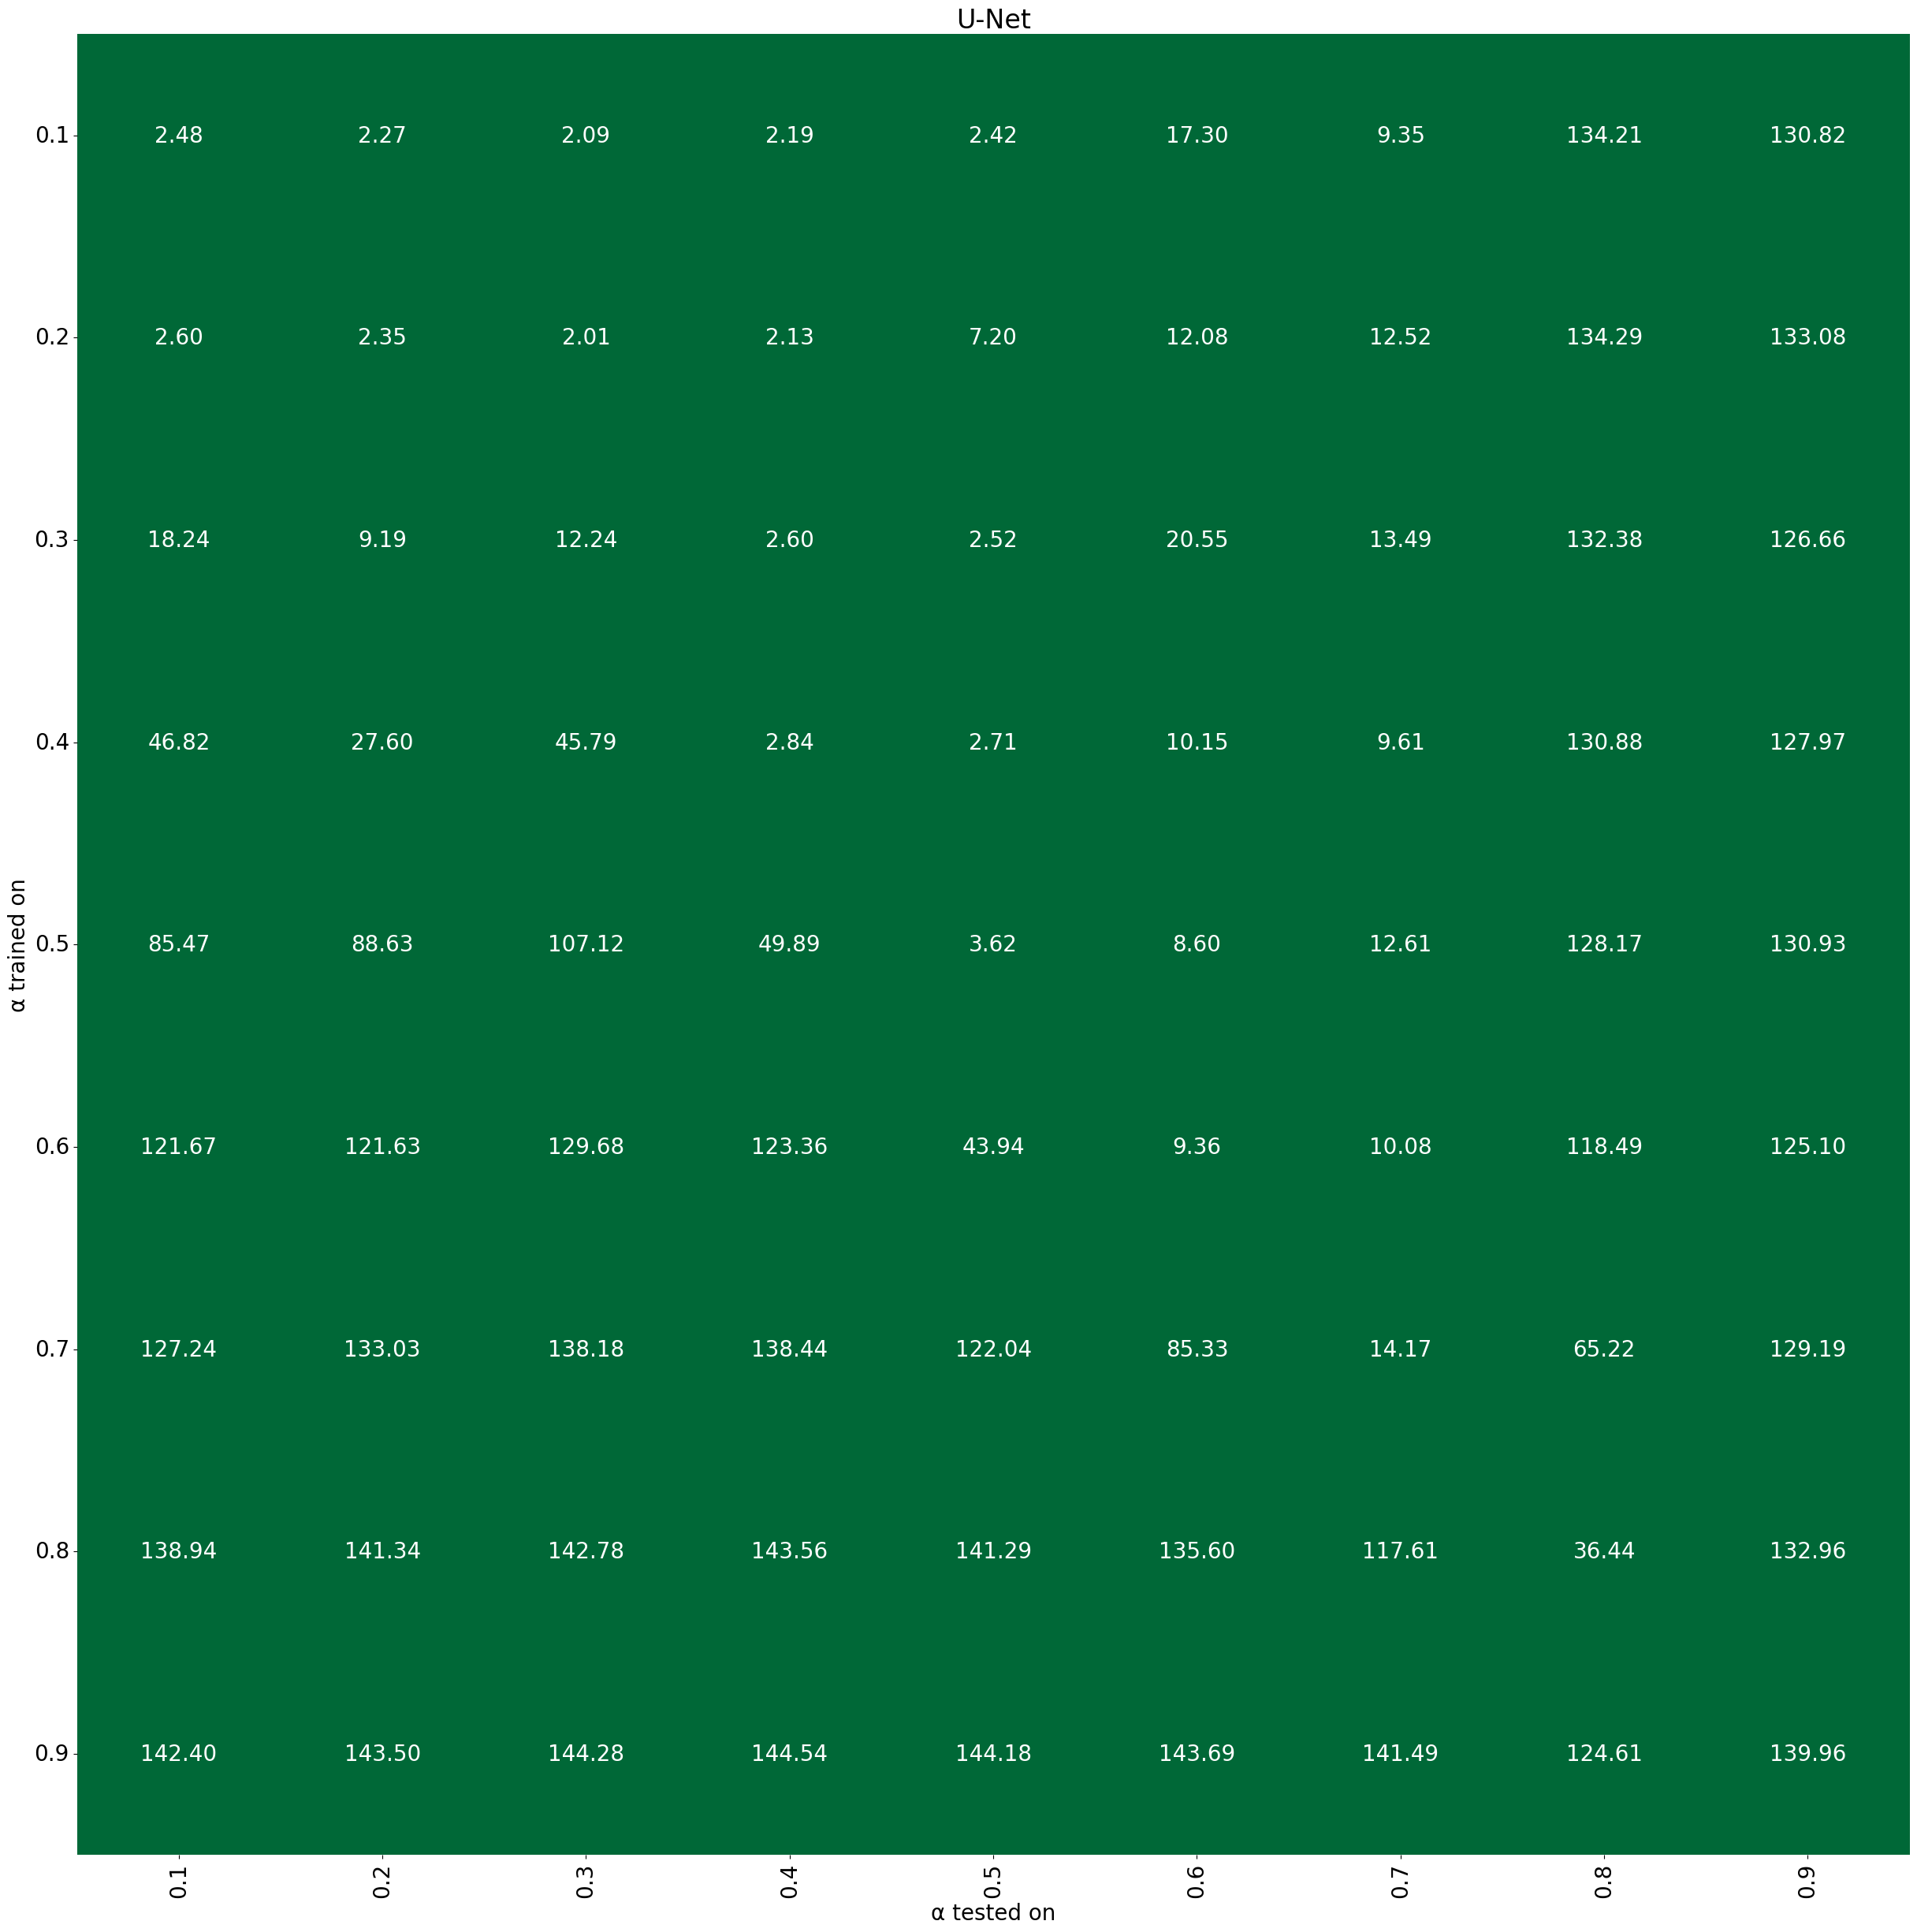 U-Net
0.1 2.48 2.27 2.09 2.19 2.42 17.30 9.35 134.21 130.82
0.2 2.60 2.35 2.01 2.13 7.20 12.08 12.52 134.29 133.08
0.3 18.24 9.19 12.24 2.60 2.52 20.55 13.49 132.38 126.66
0.4 46.82 27.60 45.79 2.84 2.71 10.15 9.61 130.88 127.97
0.5 85.47 88.63 107.12 49.89 3.62 8.60 12.61 128.17 130.93
0.6 121.67 121.63 129.68 123.36 43.94 9.36 10.08 118.49 125.10
0.7 127.24 133.03 138.18 138.44 122.04 85.33 14.17 65.22 129.19
0.8 138.94 141.34 142.78 143.56 141.29 135.60 117.61 36.44 132.96
0.9 142.40 143.50 144.28 144.54 144.18 143.69 141.49 124.61 139.96
α trained on
0.1 0.2 0.3 0.4 0.5 0.6 0.7 0.8 0.9
α tested on